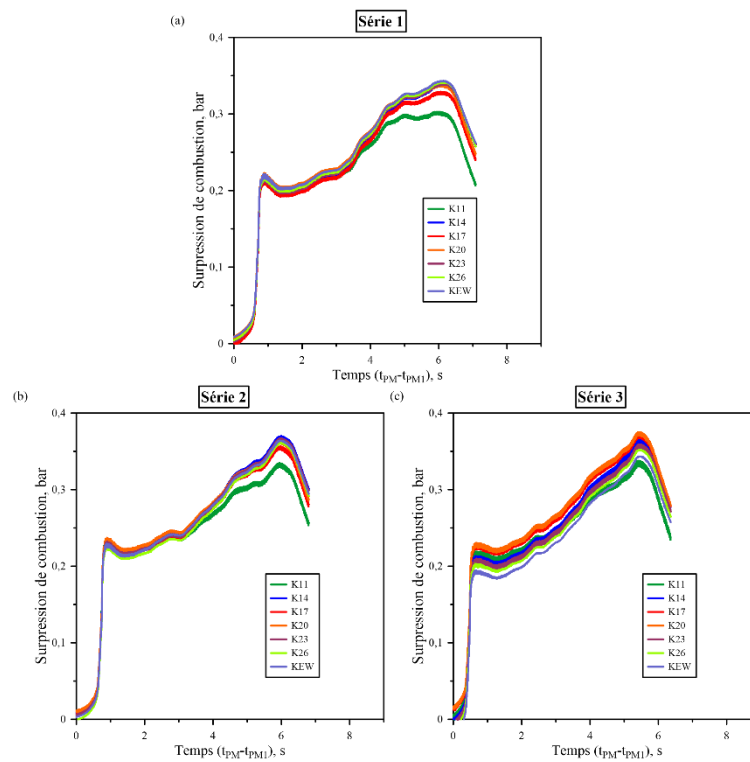 (a)
Série 1
0,4
0,3
0,2
0,1
0
Surpression de combustion, bar
K11
K14
K17
K20
K23
K26
KEW
0 2 4 6 8
Temps (tPM-tPM1), s
(b)
Série 2
0,4
0,3
0,2
0,1
0
Surpression de combustion, bar
K11
K14
K17
K20
K23
K26
KEW
0 2 4 6 8
Temps (tPM-tPM1), s
(c)
Série 3
0,4
0,3
0,2
0,1
0
Surpression de combustion, bar
K11
K14
K17
K20
K23
K26
KEW
0 2 4 6 8
Temps (tPM-tPM1), s